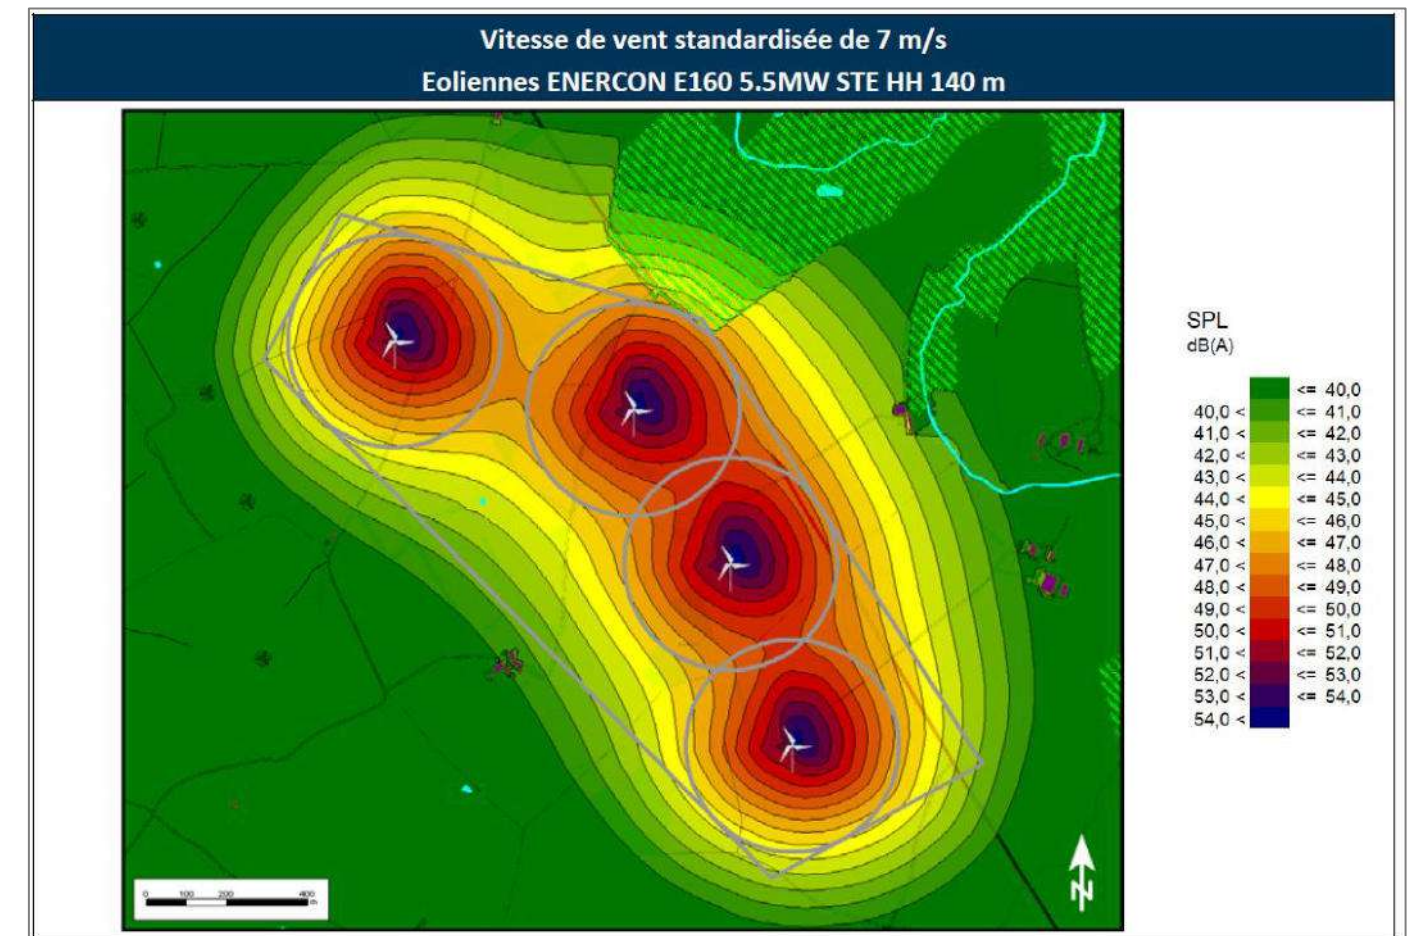 Vitesse de vent standardisée de 7 m/s
Eoliennes ENERCON E160 5.5MW STE HH 140 m
SPL
dB(A)
<= 40,0
40,0 < <= 41,0
41,0 < <= 42,0
42,0 < <= 43,0
43,0 < <= 44,0
44,0 < <= 45,0
45,0 < <= 46,0
46,0 < <= 47,0
47,0 < <= 48,0
48,0 < <= 49,0
49,0 < <= 50,0
50,0 < <= 51,0
51,0 < <= 52,0
52,0 < <= 53,0
53,0 < <= 54,0
54,0 <
0 100 200 400
m
N